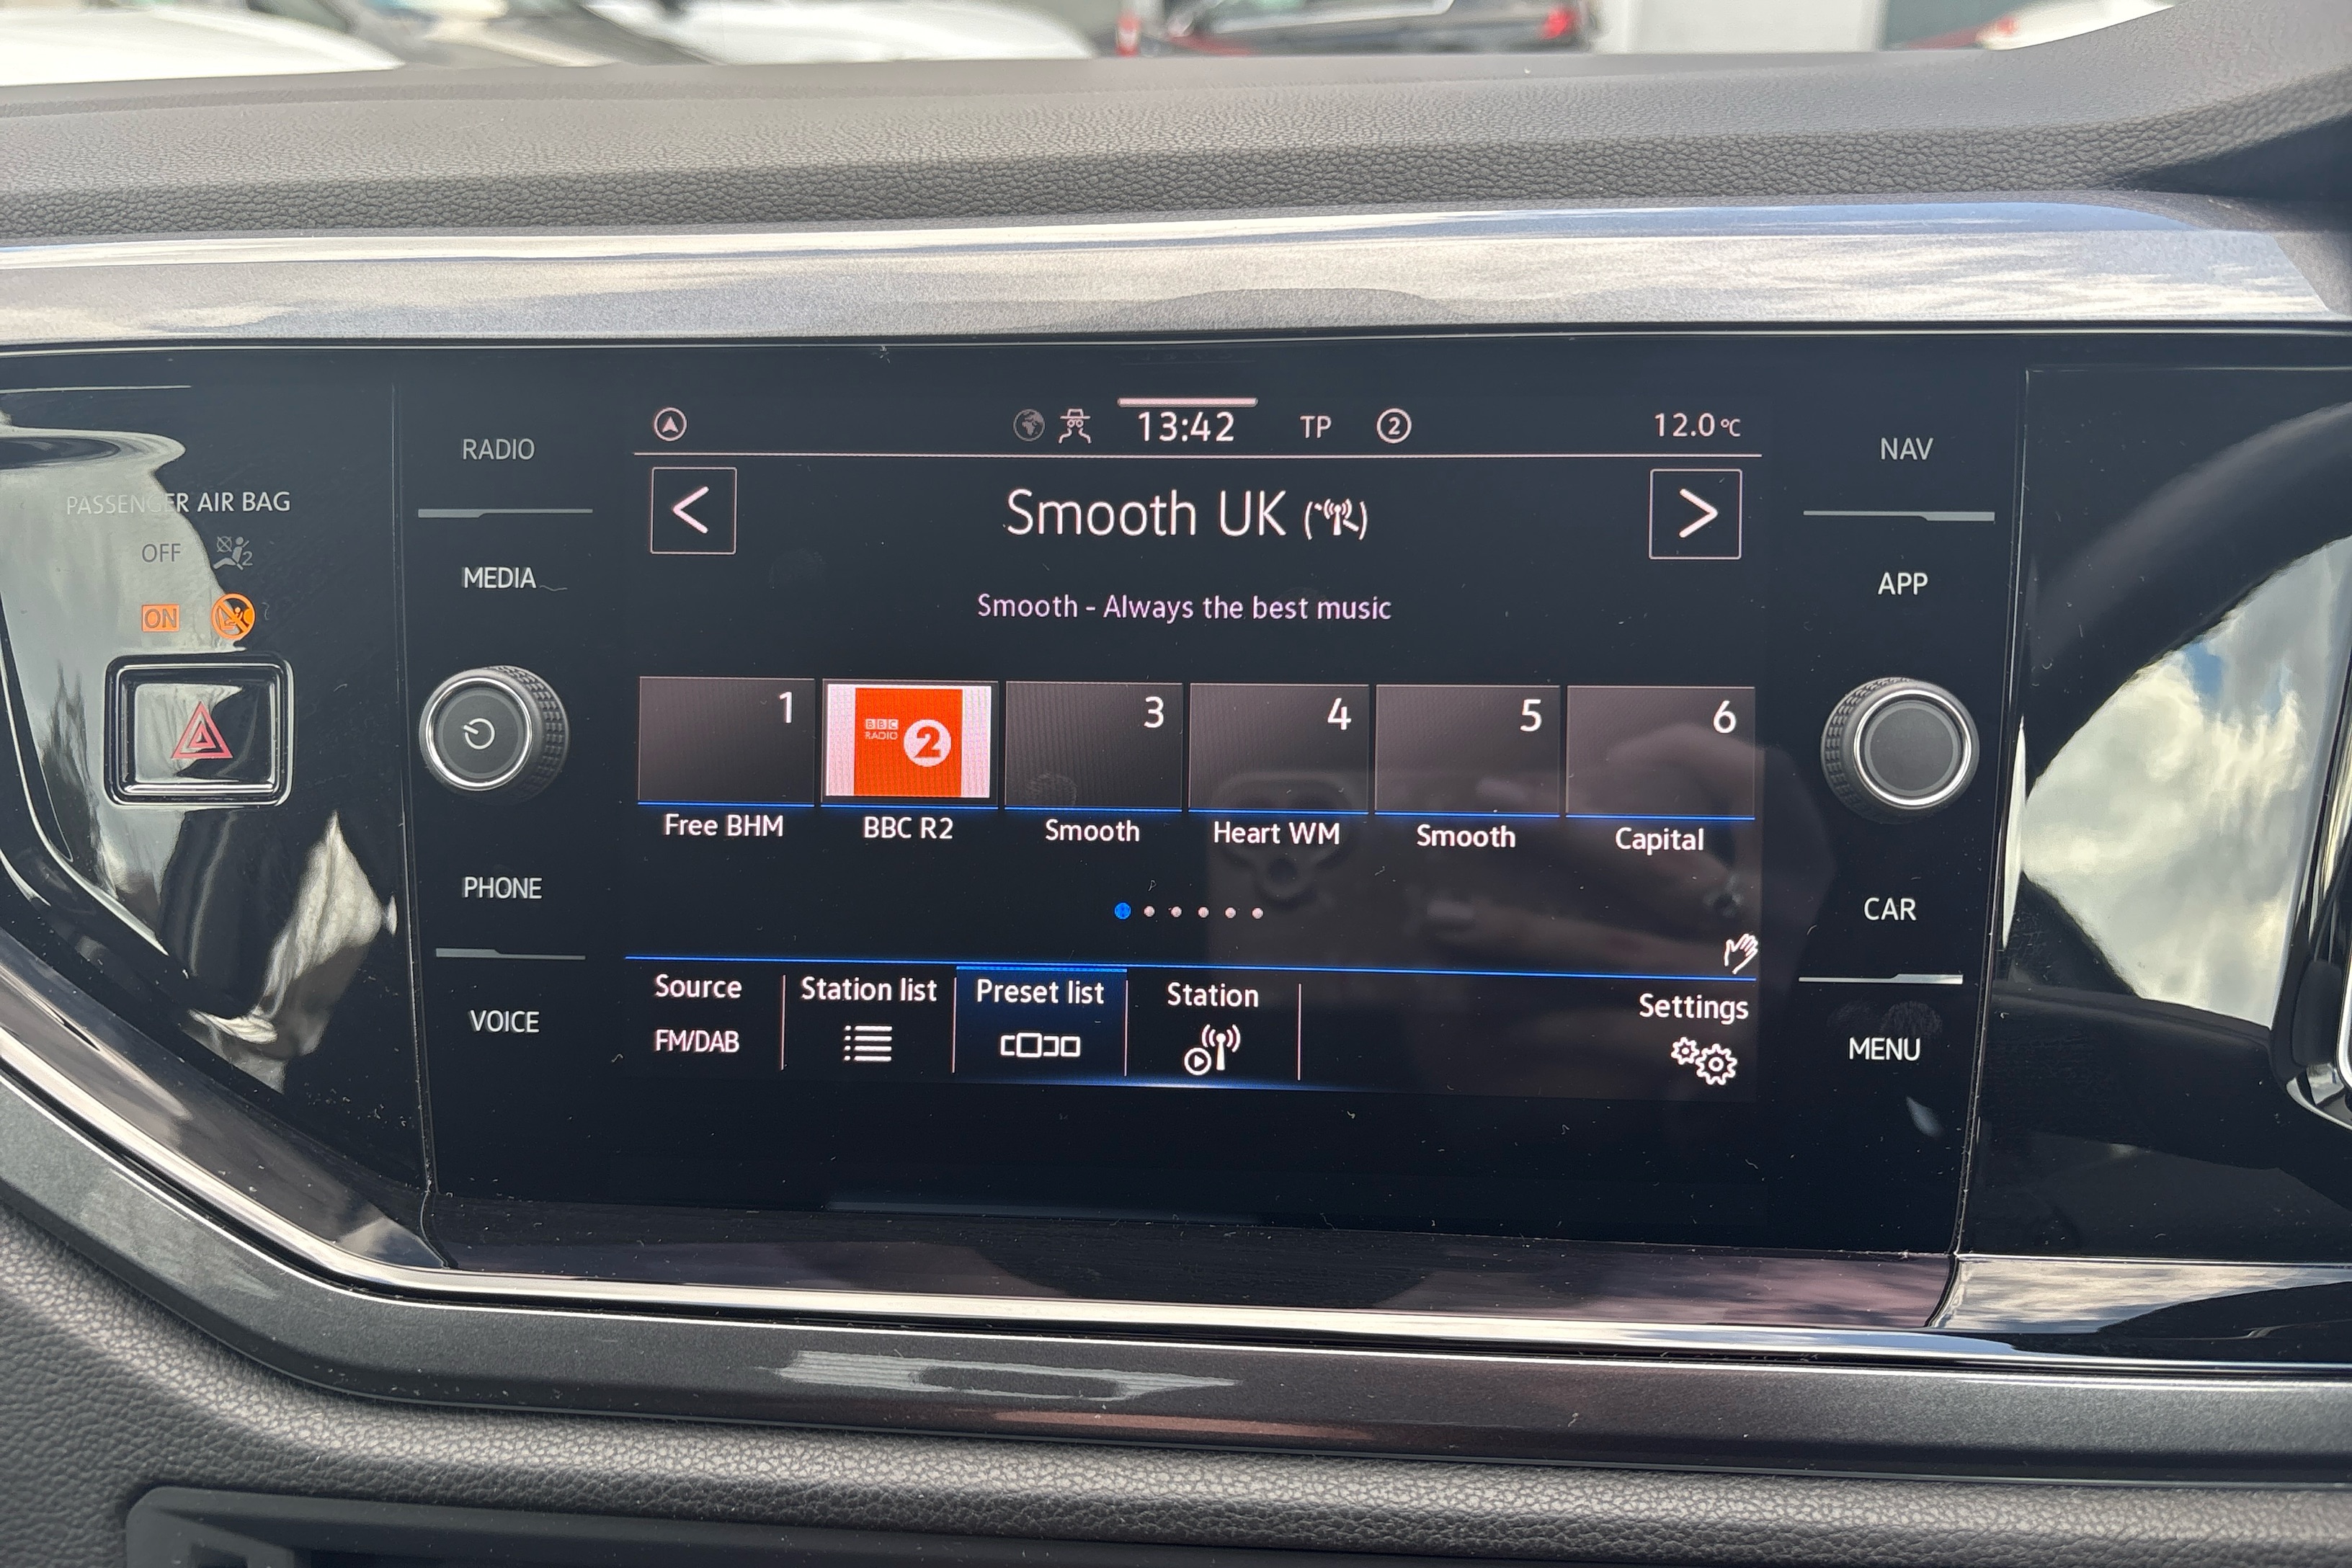 13:42 TP 2 12.0°C
RADIO
NAV
PASSENGER AIR BAG
OFF 2
ON
MEDIA
APP
Smooth UK
Smooth - Always the best music
1 BBC RADIO 2 3 4 5 6
Free BHM BBC R2 Smooth Heart WM Smooth Capital
PHONE
CAR
VOICE
MENU
Source Station list Preset list Station Settings
FM/DAB